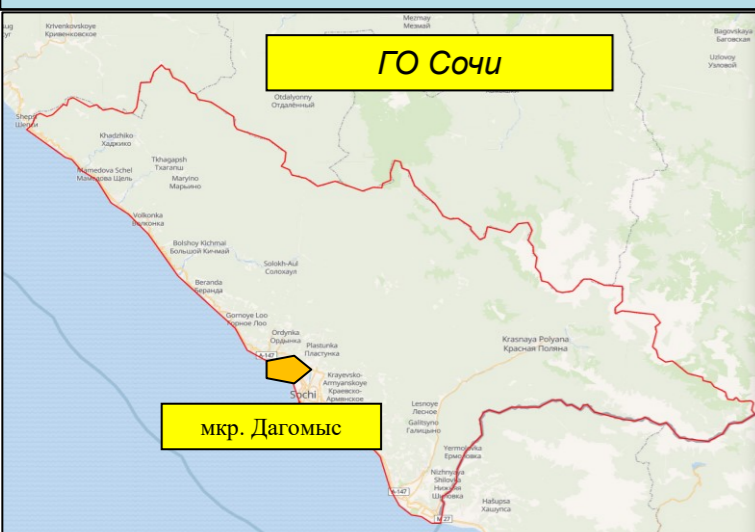 Krivenkovskoye
Кривенковское
Mezmay
Мезмай
Bagovskaya
Баговская
Uzlovoy
Узловой
ГО Сочи
Otdalyonny
Отдалённый
Shepsi
Шепси
Khadzhiko
Хаджико
Tkhagapsh
Тхагапш
Mamedova Schel
Мамедова Щель
Maryino
Марьино
Volkonka
Волконка
Bolshoy Kichmai
Большой Кичмай
Solokh-Aul
Солохаул
Beranda
Беранда
Gornoye Loo
Горное Лоо
Ordynka
Ордынка
A-147
Plastunka
Пластунка
Krasnaya Polyana
Красная Поляна
Krayevsko-
Armyanskoye
Краевско-
Армянское
Sochi
мкр. Дагомыс
Lesnoye
Лесное
Galitsyno
Галицыно
Yermolovka
Ермоловка
Nizhnyaya
Shilovka
Нижняя
Шиловка
A-147
Hашupsa
Хашупса